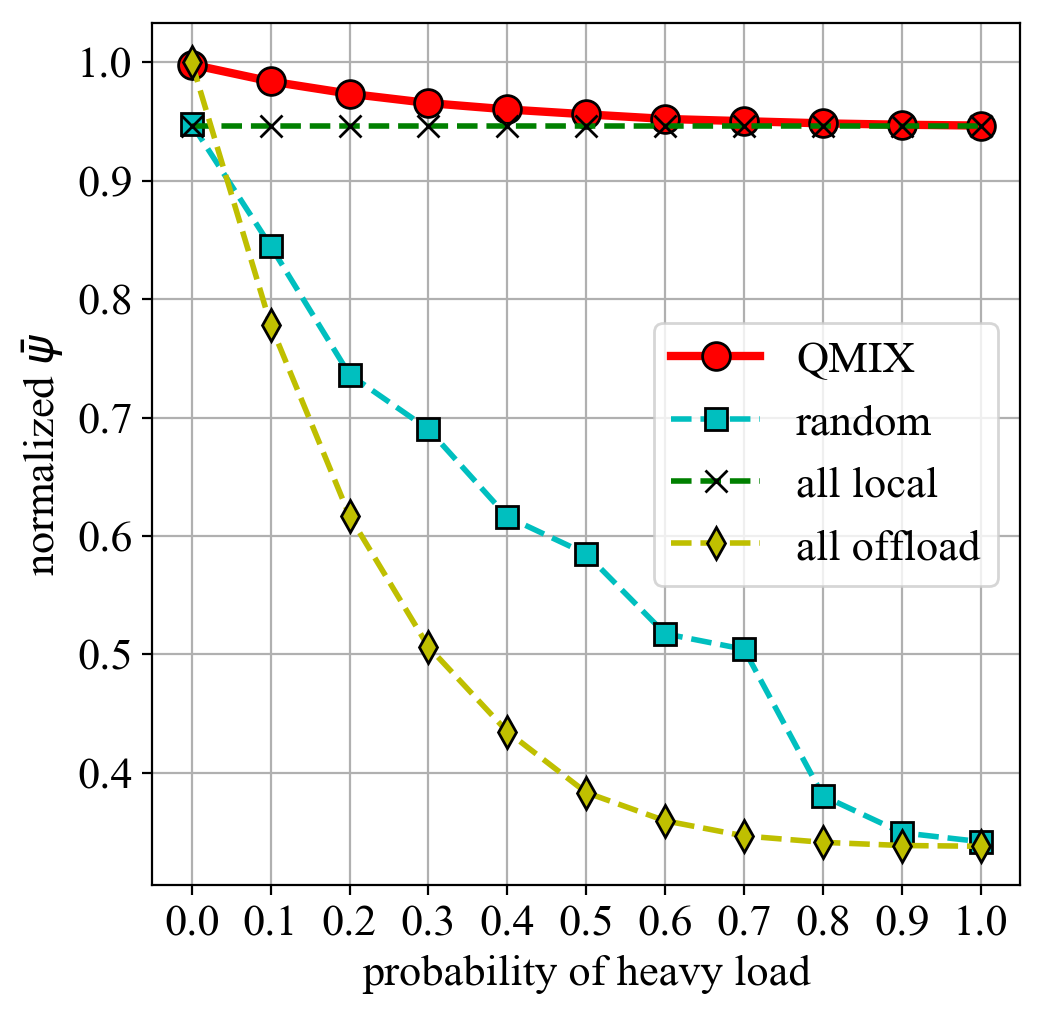 normalized ψ̄
1.0
0.9
0.8
0.7
0.6
0.5
0.4
QMIX
random
all local
all offload
0.0 0.1 0.2 0.3 0.4 0.5 0.6 0.7 0.8 0.9 1.0
probability of heavy load